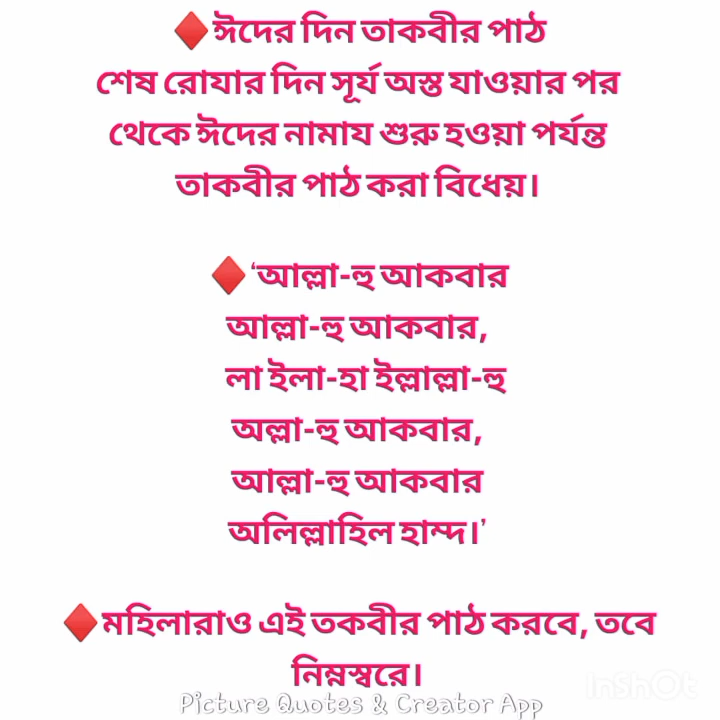 ♦ঈদের দিন তাকবীর পাঠ
শেষ রোযার দিন সূর্য অস্ত যাওয়ার পর
থেকে ঈদের নামায শুরু হওয়া পর্যন্ত
তাকবীর পাঠ করা বিধেয়।
♦‘আল্লা-হু আকবার
আল্লা-হু আকবার,
লা ইলা-হা ইল্লাল্লা-হু
অল্লা-হু আকবার,
আল্লা-হু আকবার
অলিল্লাহিল হাম্দ।’
♦মহিলারাও এই তকবীর পাঠ করবে, তবে
নিম্নস্বরে।
Picture Quotes & Creator App
InShOt